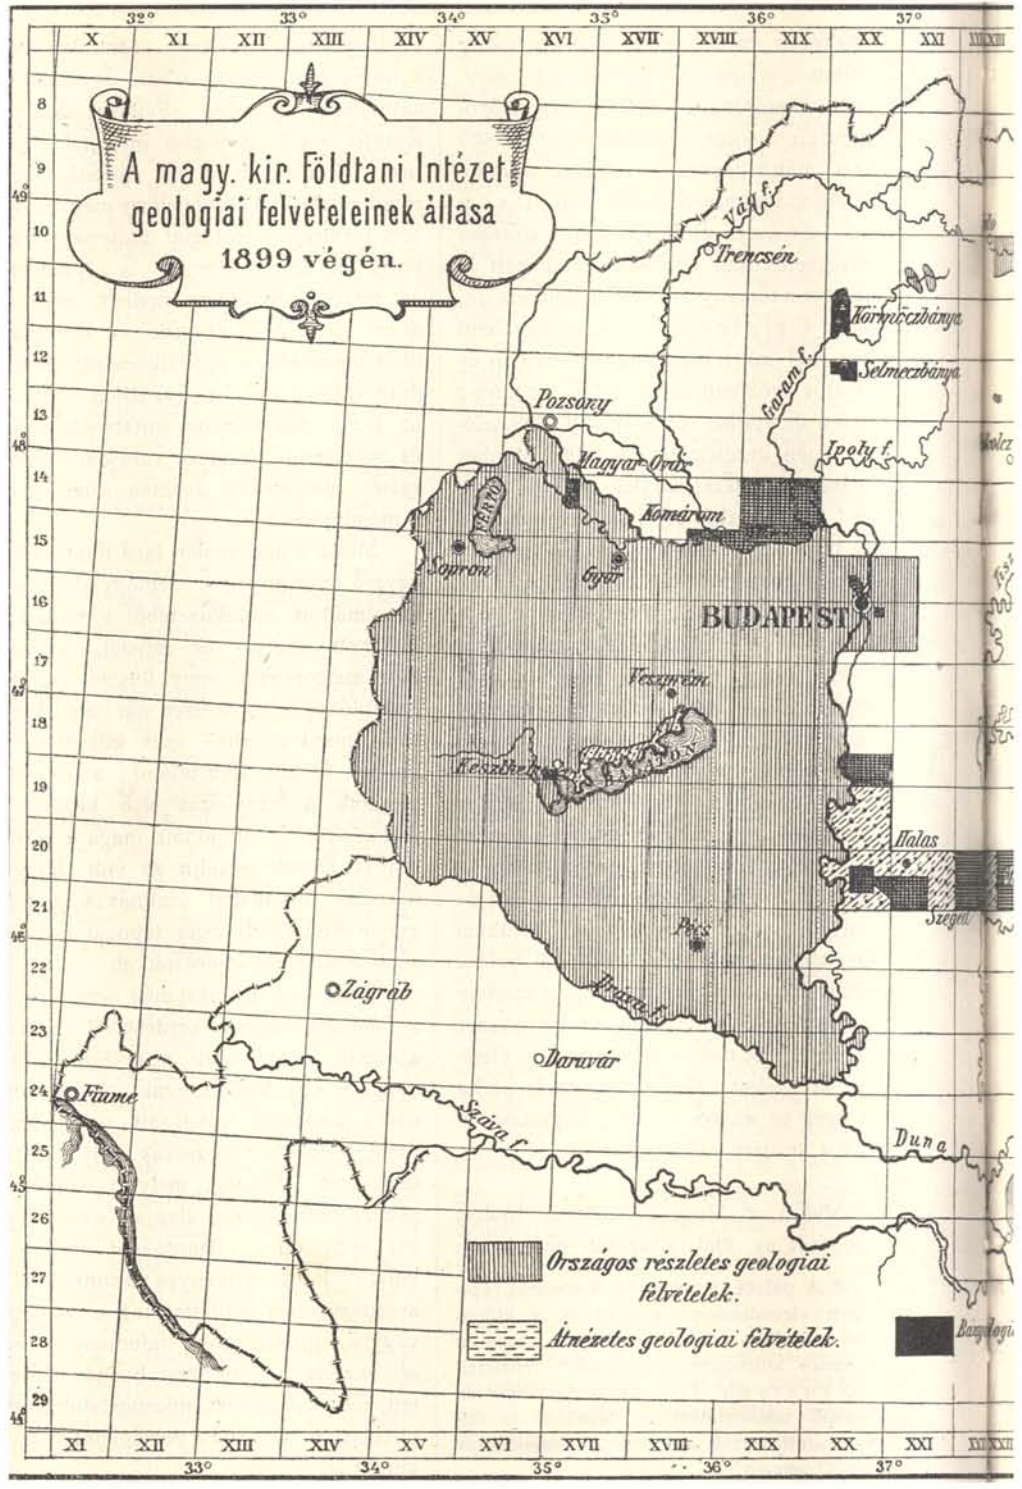 32° 33° 34° 35° 36° 37°
X. XI XII XIII XIV XV XVI XVII XVIII XIX XX XXI
A magy. kir. Földtani Intézet
geologiai felvételeinek állasa
1899 végén.
8
9
49°
10
11
12
13
48°
14
15
16
17
47°
18
19
20
21
46°
22
23
24
25
45°
26
27
28
29
Vág f.
Trencsén
Körmöczbánya
Garam f.
Selmeczbánya
Pozsony
Ipoly f.
Magyar-Óvár
FERTŐ
Komárom
Sopron
Győr
BUDAPEST
Veszprém
Keszthely
BALATON
Halas
Szeged
Pécs
Dráva f.
Zágráb
Daruvár
Fiume
Száva f.
Duna
Országos részletes geologiai
felvételek.
Átnézetes geologiai felvételek.
XI XII XIII XIV XV XVI XVII XVIII XIX XX XXI
33° 34° 35° 36° 37°